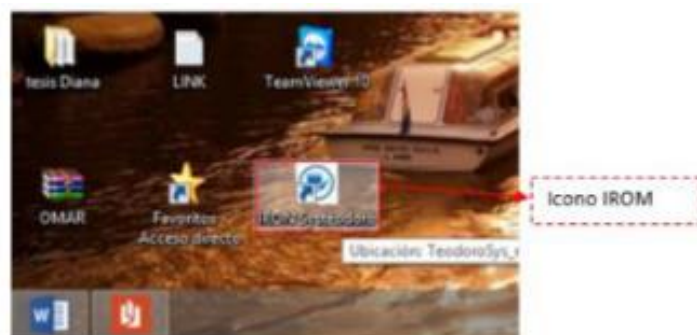 tesis Diana
LINK
TeamViewer 10
OMAR
Favoritos -
Acceso directo
Icono IROM
Ubicación: TeodoroSys_
W